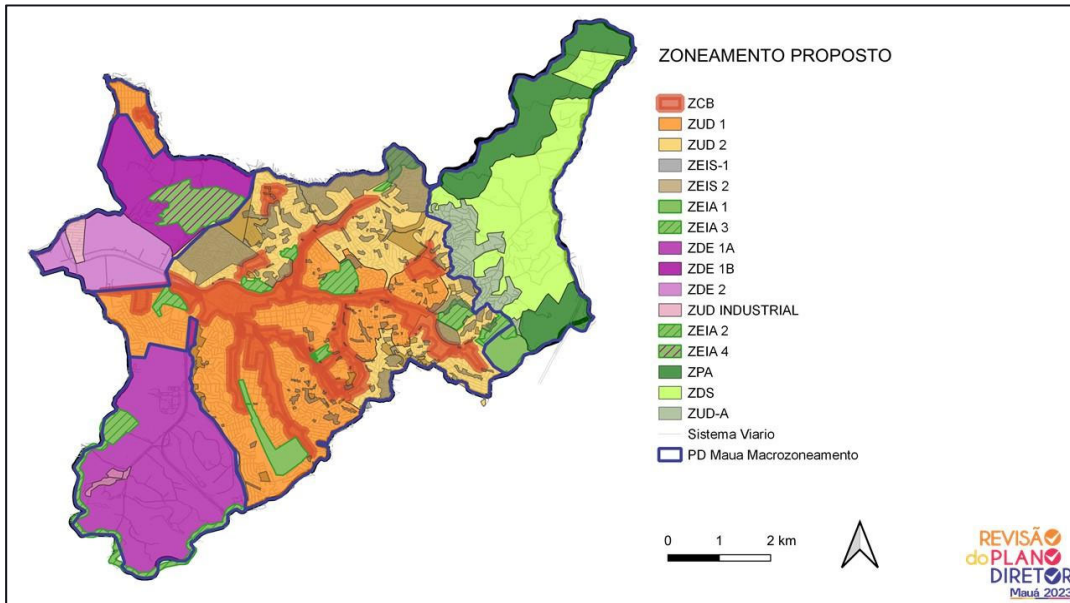 ZONEAMENTO PROPOSTO
ZCB
ZUD 1
ZUD 2
ZEIS-1
ZEIS 2
ZEIA 1
ZEIA 3
ZDE 1A
ZDE 1B
ZDE 2
ZUD INDUSTRIAL
ZEIA 2
ZEIA 4
ZPA
ZDS
ZUD-A
Sistema Viario
PD Maua Macrozoneamento
0 1 2 km
REVISÃO
do PLANO
DIRETOR
Mauá 2023